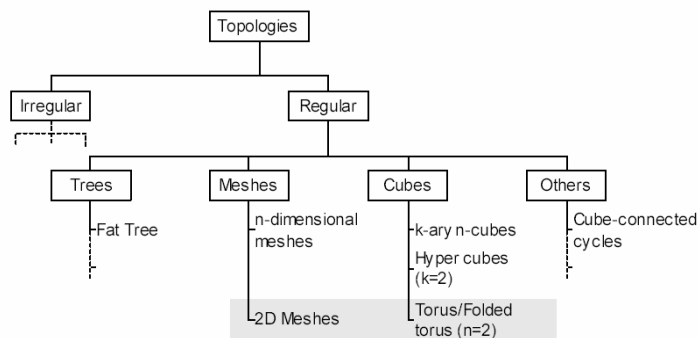 Topologies
Irregular
Regular
Trees
Meshes
Cubes
Others
Fat Tree
n-dimensional
meshes
k-ary n-cubes
Hyper cubes
(k=2)
Cube-connected
cycles
2D Meshes
Torus/Folded
torus (n=2)